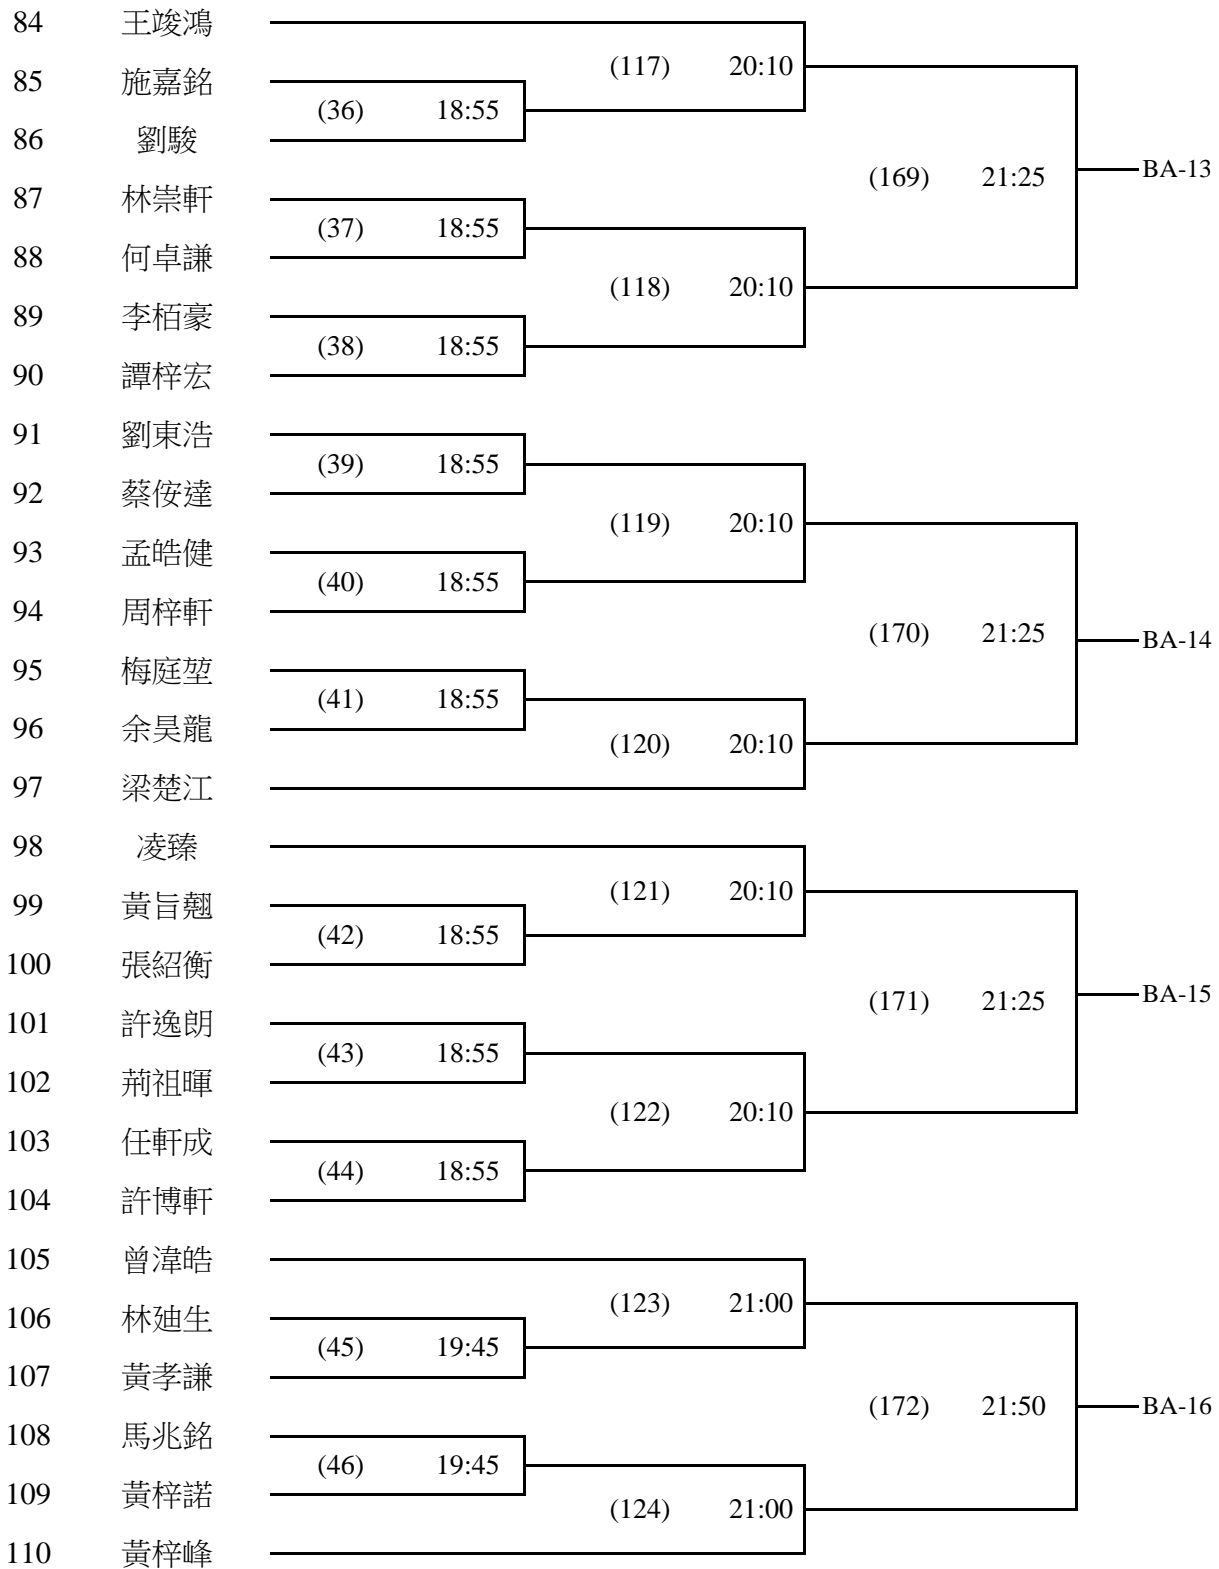 84 王竣鴻
(117) 20:10
85 施嘉銘
(36) 18:55
86 劉駿
(169) 21:25 BA-13
87 林崇軒
(37) 18:55
88 何卓謙
(118) 20:10
89 李栢豪
(38) 18:55
90 譚梓宏
91 劉東浩
(39) 18:55
92 蔡侒達
(119) 20:10
93 孟皓健
(40) 18:55
94 周梓軒
(170) 21:25 BA-14
95 梅庭堃
(41) 18:55
96 余昊龍
(120) 20:10
97 梁楚江
98 凌臻
(121) 20:10
99 黃旨翹
(42) 18:55
100 張紹衡
(171) 21:25 BA-15
101 許逸朗
(43) 18:55
102 荊祖暉
(122) 20:10
103 任軒成
(44) 18:55
104 許博軒
105 曾湋皓
(123) 21:00
106 林廸生
(45) 19:45
107 黃孝謙
(172) 21:50 BA-16
108 馬兆銘
(46) 19:45
109 黃梓諾
(124) 21:00
110 黃梓峰